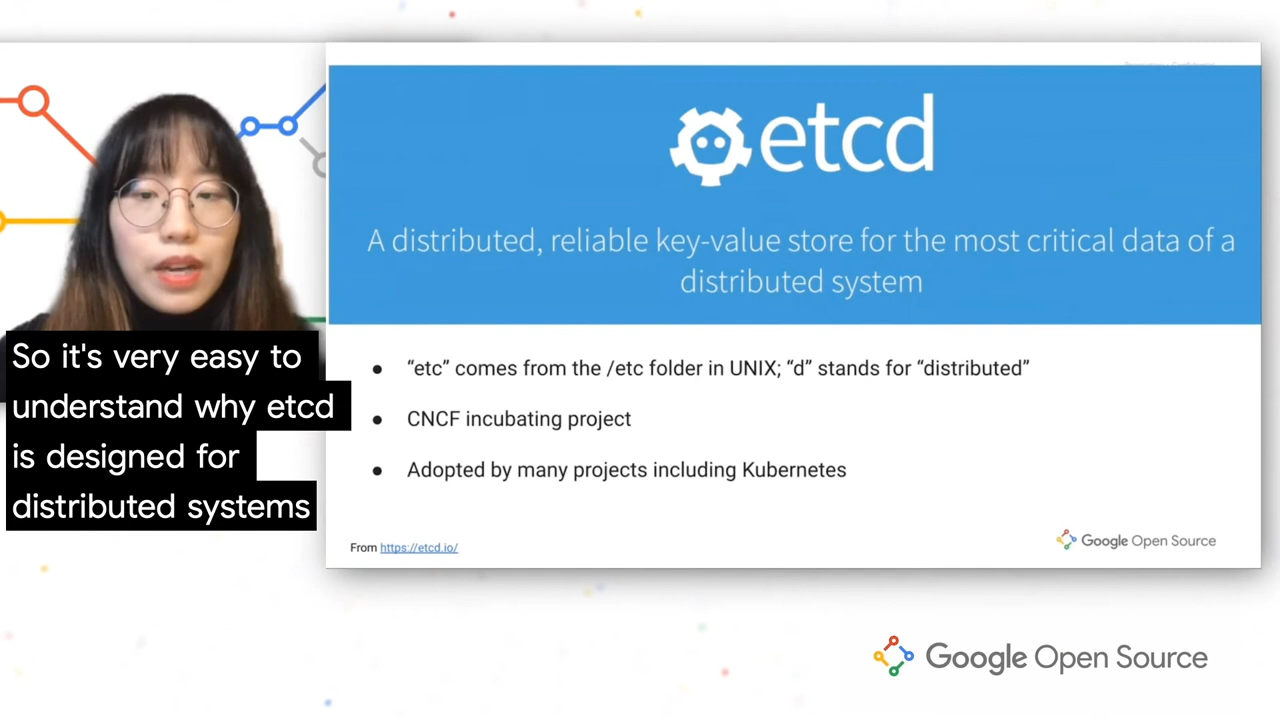 etcd
A distributed, reliable key-value store for the most critical data of a
distributed system
So it's very easy to
understand why etcd
is designed for
distributed systems
● “etc” comes from the /etc folder in UNIX; “d” stands for “distributed”
● CNCF incubating project
● Adopted by many projects including Kubernetes
From https://etcd.io/
Google Open Source
Google Open Source